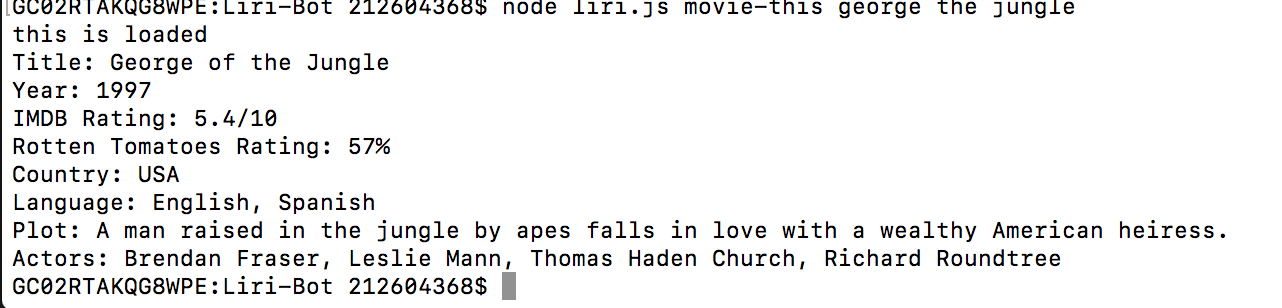 GC02RTAKQG8WPE:Liri-Bot 212604368$ node liri.js movie-this george the jungle
this is loaded
Title: George of the Jungle
Year: 1997
IMDB Rating: 5.4/10
Rotten Tomatoes Rating: 57%
Country: USA
Language: English, Spanish
Plot: A man raised in the jungle by apes falls in love with a wealthy American heiress.
Actors: Brendan Fraser, Leslie Mann, Thomas Haden Church, Richard Roundtree
GC02RTAKQG8WPE:Liri-Bot 212604368$